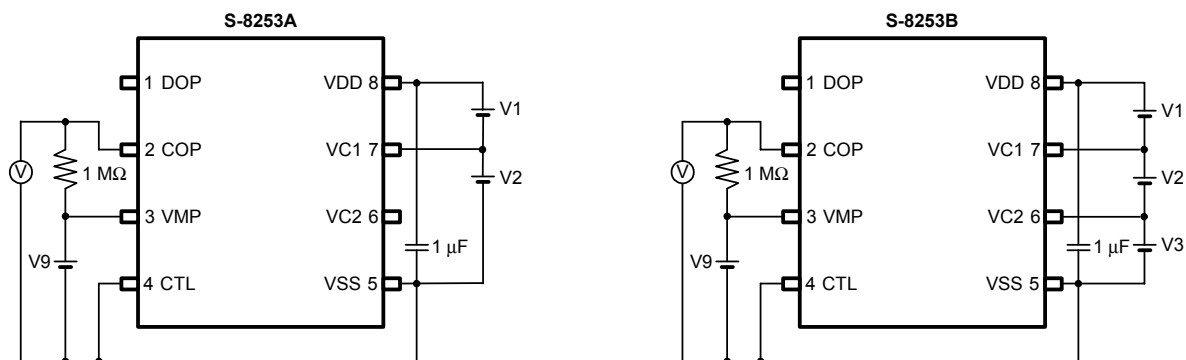 S-8253A
1 DOP
VDD 8
V1
V
2 COP
VC1 7
1 MΩ
V2
3 VMP
VC2 6
V9
1 μF
4 CTL
VSS 5
S-8253B
1 DOP
VDD 8
V1
V
2 COP
VC1 7
1 MΩ
V2
3 VMP
VC2 6
V9
1 μF
V3
4 CTL
VSS 5